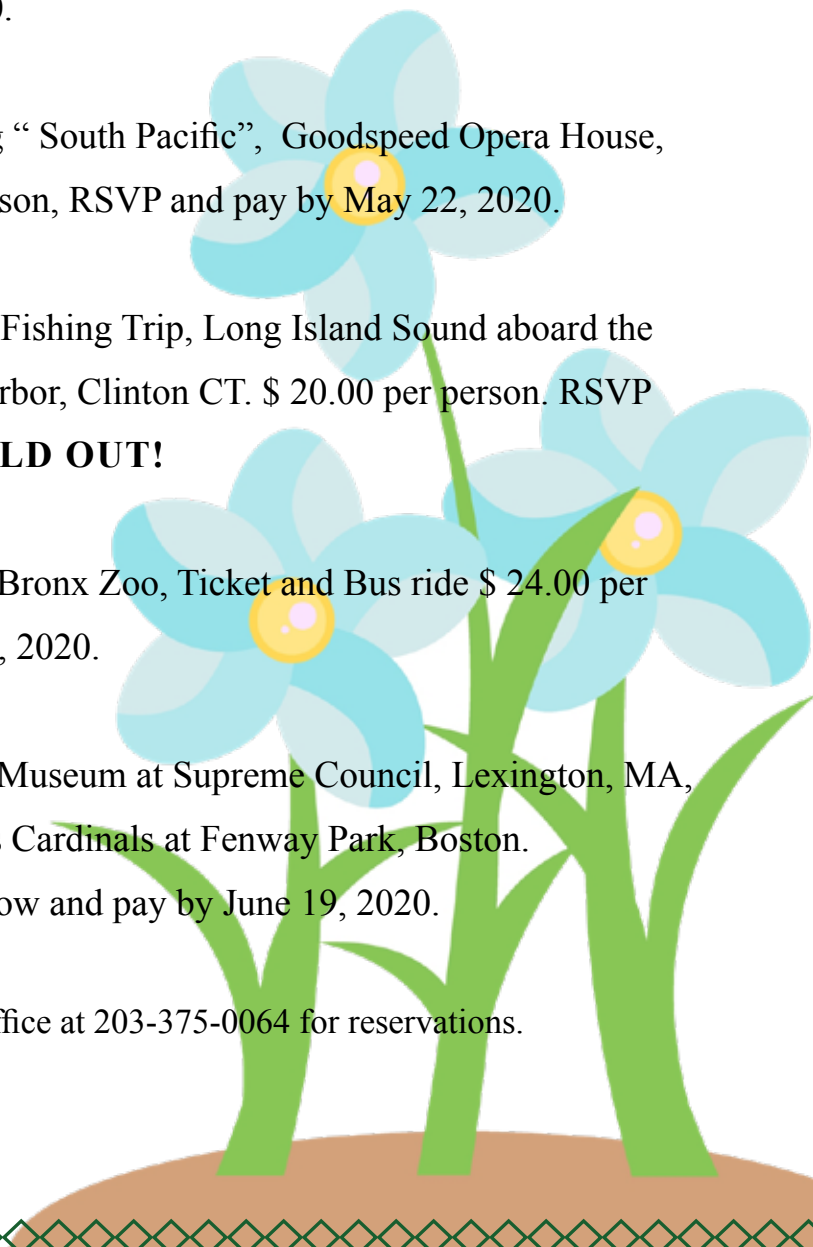 0.
g “ South Pacific”, Goodspeed Opera House,
son, RSVP and pay by May 22, 2020.
Fishing Trip, Long Island Sound aboard the
rbor, Clinton CT. $ 20.00 per person. RSVP
LD OUT!
Bronx Zoo, Ticket and Bus ride $ 24.00 per
, 2020.
Museum at Supreme Council, Lexington, MA,
s Cardinals at Fenway Park, Boston.
ow and pay by June 19, 2020.
ffice at 203-375-0064 for reservations.